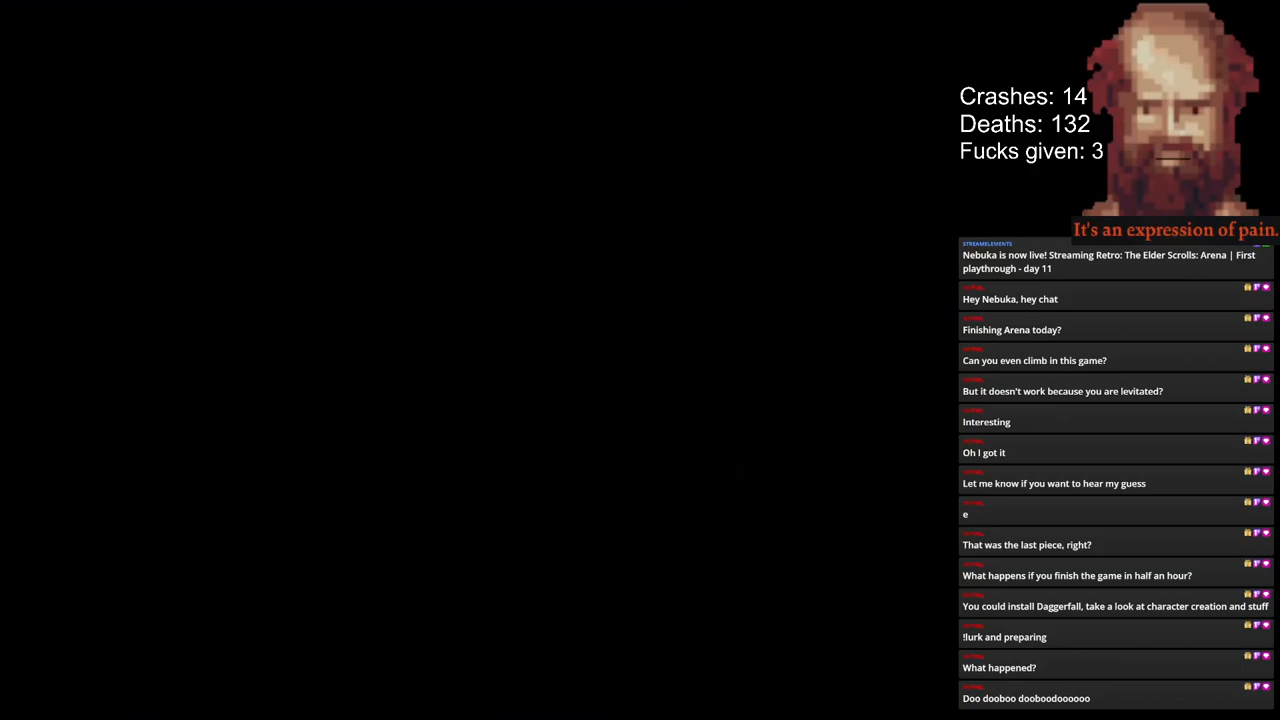 Crashes: 14
Deaths: 132
Fucks given: 3
It's an expression of pain.
STREAMELEMENTS
Nebuka is now live! Streaming Retro: The Elder Scrolls: Arena | First
playthrough - day 11
Hey Nebuka, hey chat
Finishing Arena today?
Can you even climb in this game?
But it doesn't work because you are levitated?
Interesting
Oh I got it
Let me know if you want to hear my guess
e
That was the last piece, right?
What happens if you finish the game in half an hour?
You could install Daggerfall, take a look at character creation and stuff
!lurk and preparing
What happened?
Doo dooboo dooboodoooooo